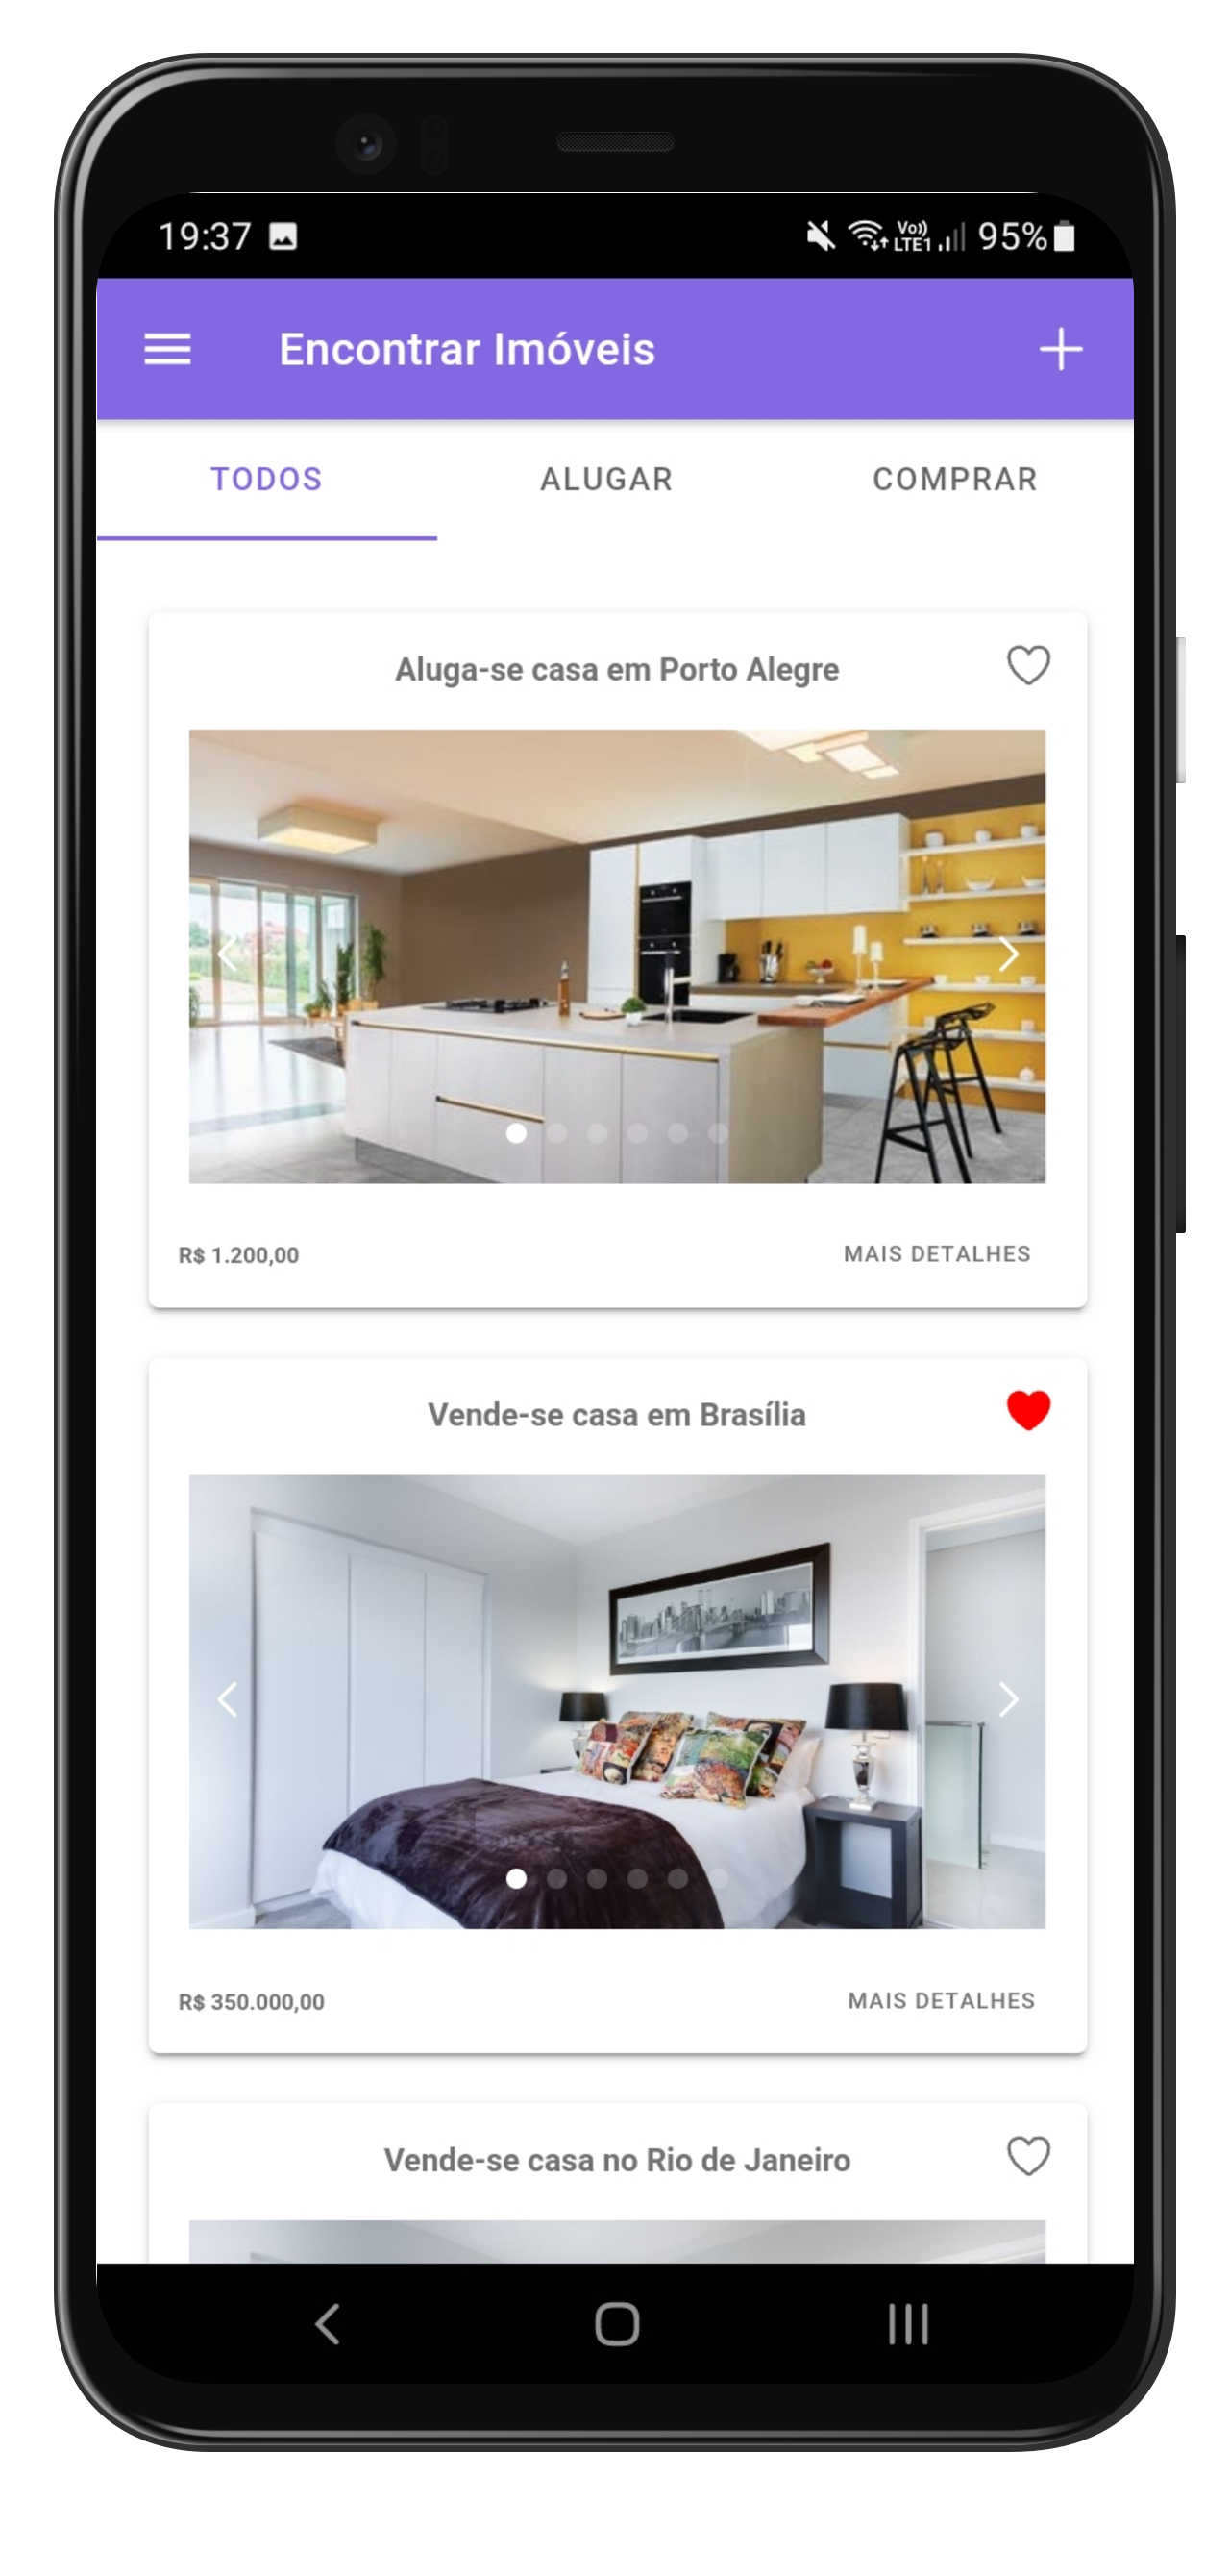 19:37 Vo)) LTE1 95%
Encontrar Imóveis
TODOS ALUGAR COMPRAR
Aluga-se casa em Porto Alegre
R$ 1.200,00 MAIS DETALHES
Vende-se casa em Brasília
R$ 350.000,00 MAIS DETALHES
Vende-se casa no Rio de Janeiro